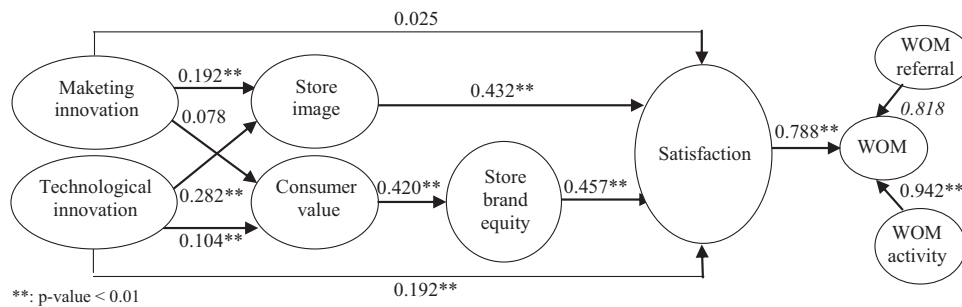 0.025
Maketing
innovation
0.192**
Store
image
0.432**
WOM
referral
0.818
0.078
Satisfaction
0.788**
WOM
Technological
innovation
0.282**
0.104**
Consumer
value
0.420**
Store
brand
equity
0.457**
0.942**
WOM
activity
0.192**
**: p-value < 0.01